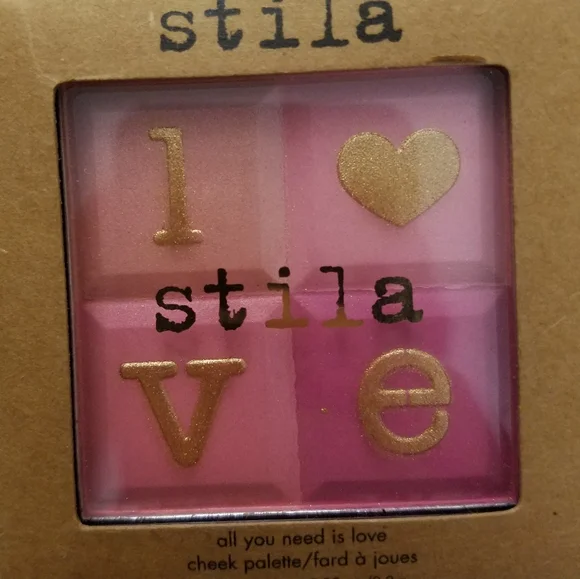 stila
l ♥
stila
v e
all you need is love
cheek palette/fard à joues